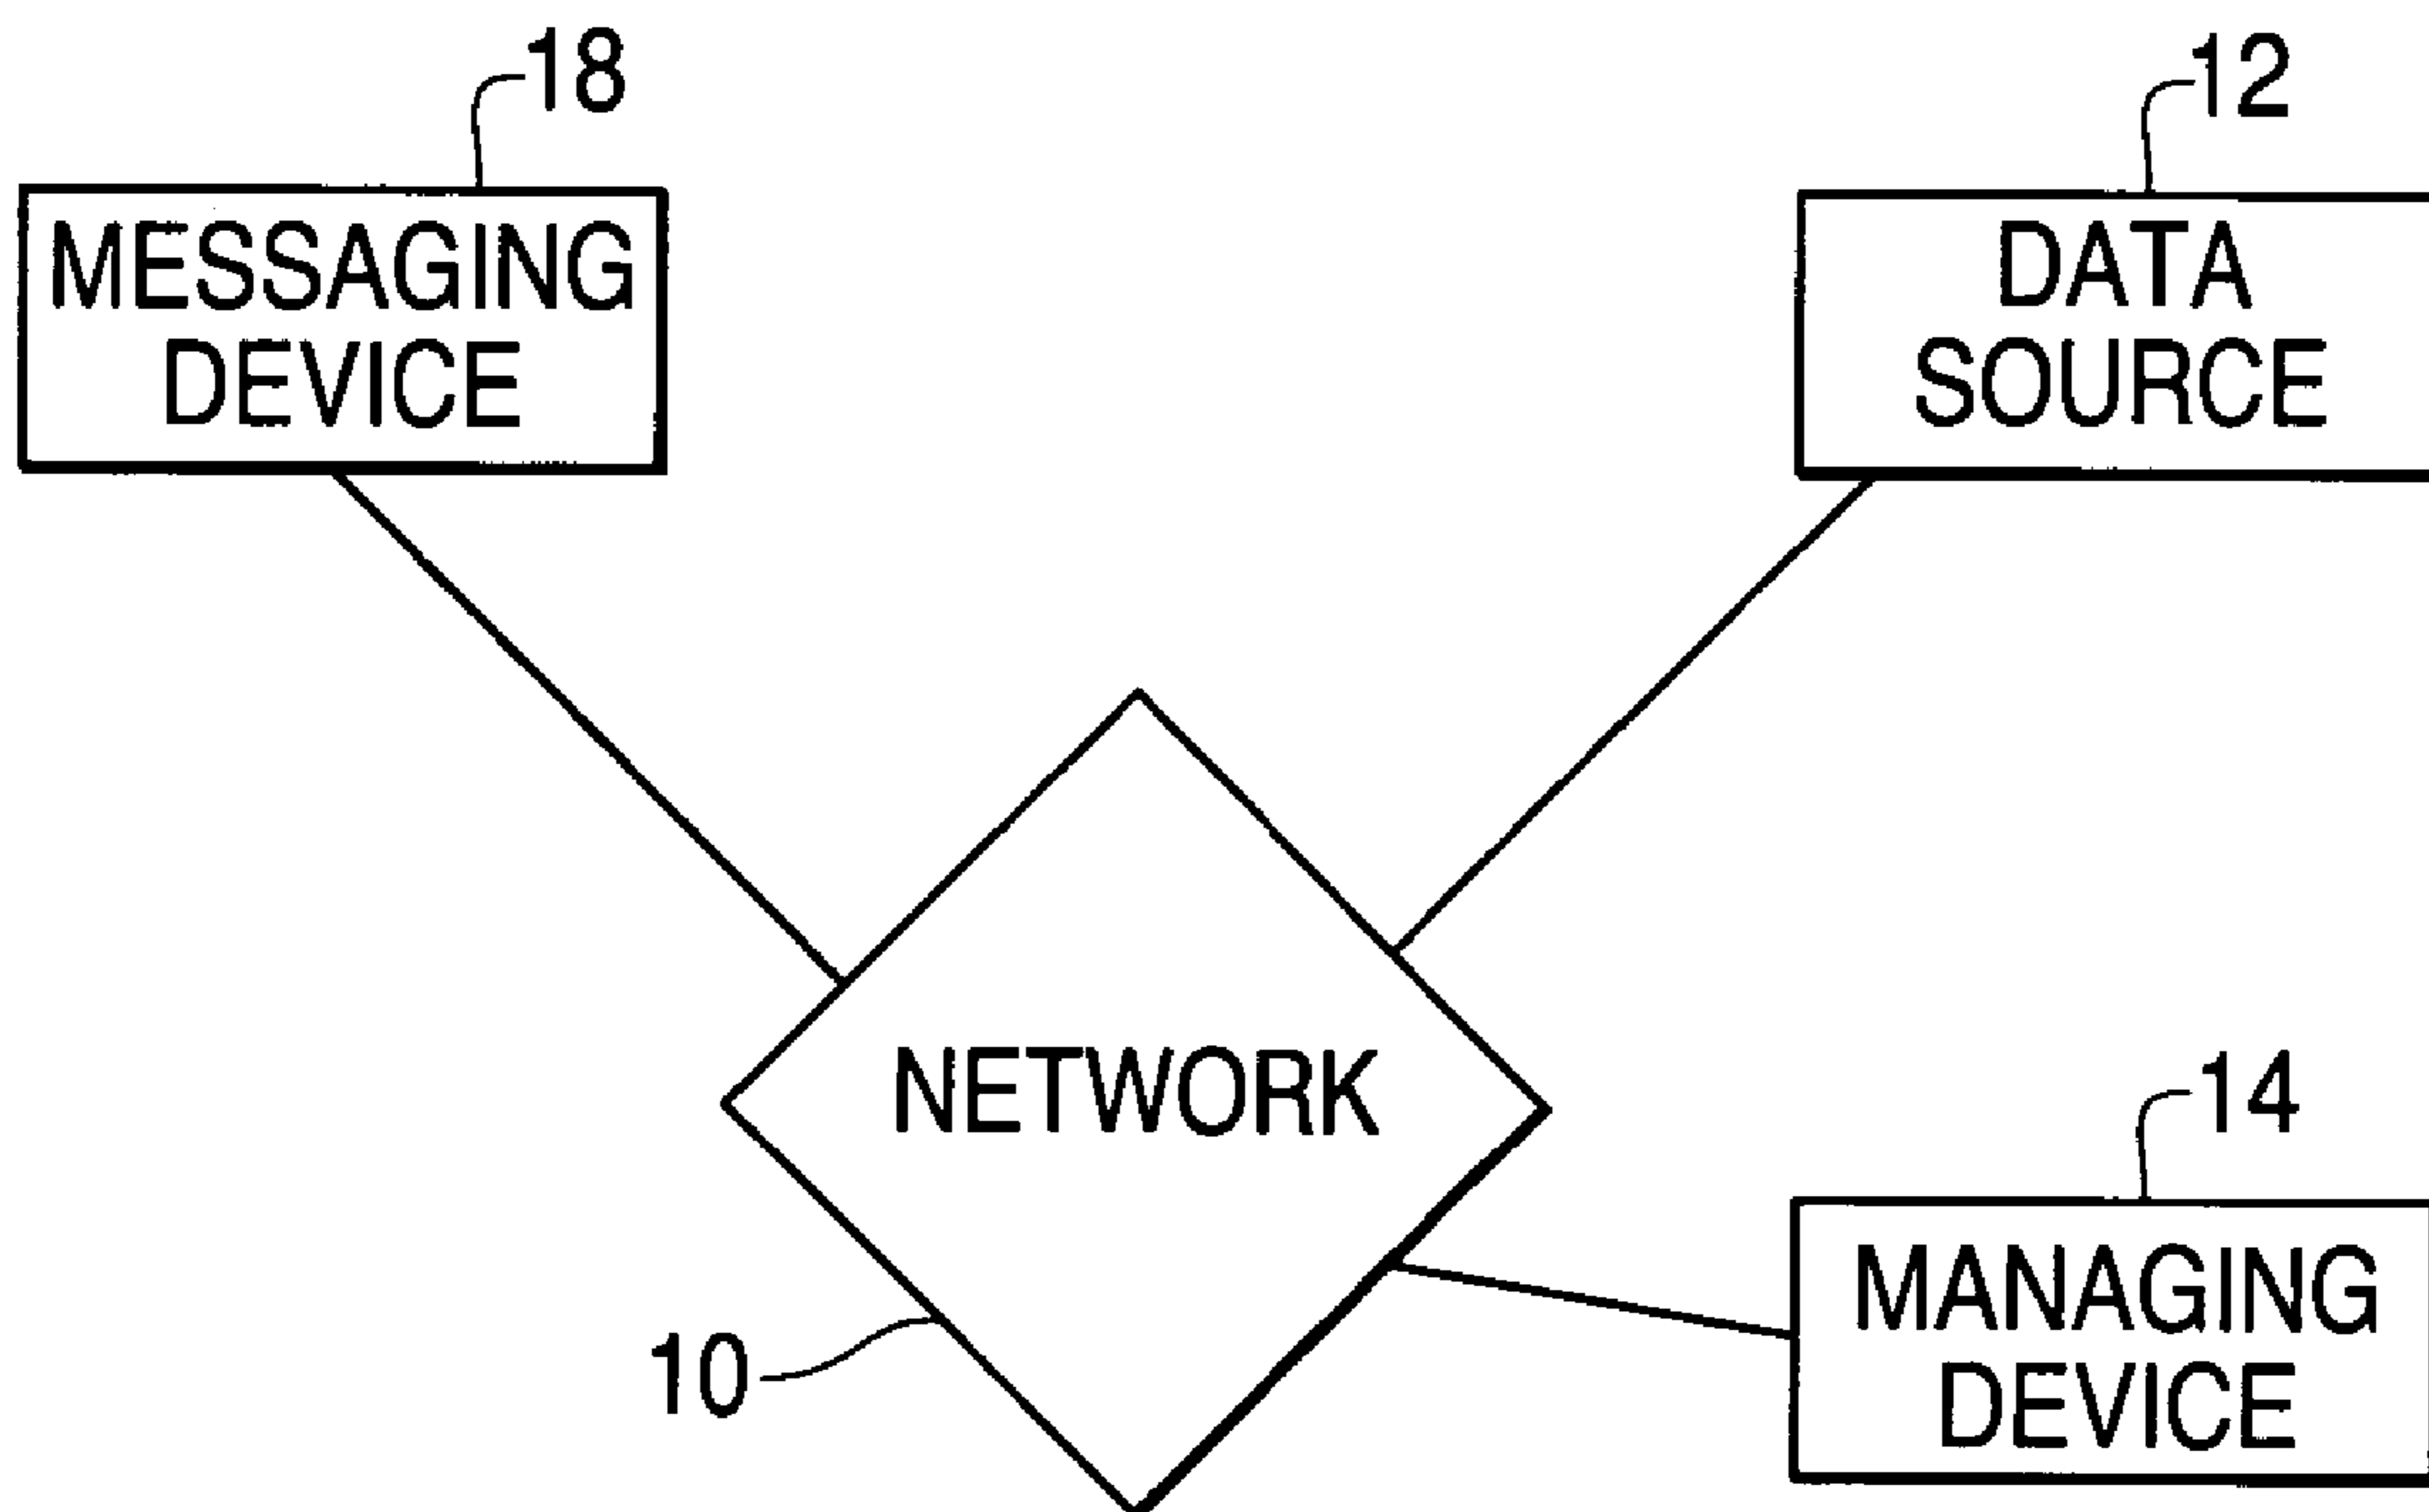 18
12
MESSAGING
DEVICE
DATA
SOURCE
NETWORK
14
10
MANAGING
DEVICE